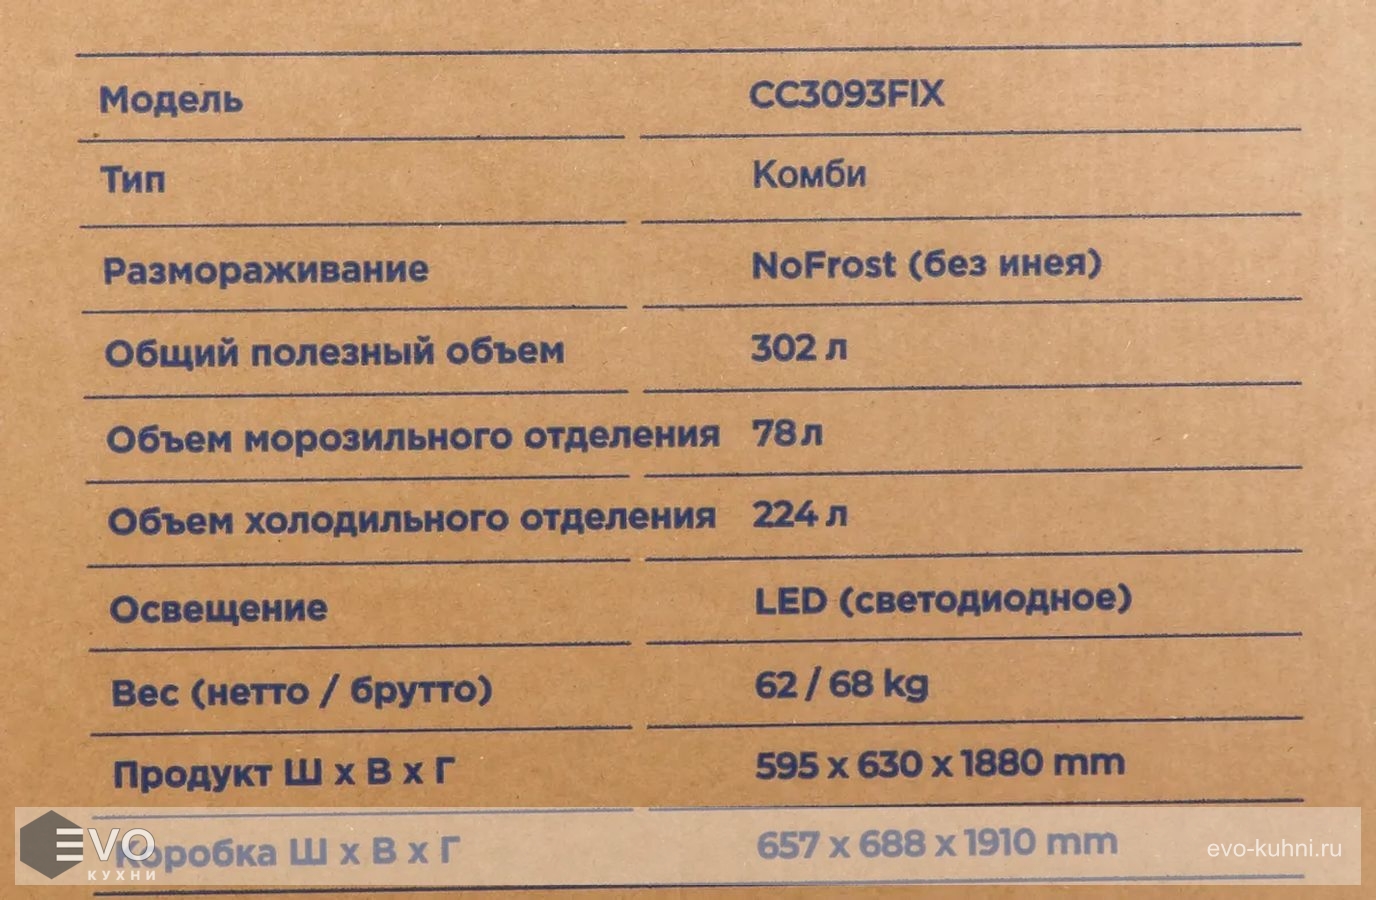 Модель CC3093FIX
Тип Комби
Размораживание NoFrost (без инея)
Общий полезный объем 302 л
Объем морозильного отделения 78 л
Объем холодильного отделения 224 л
Освещение LED (светодиодное)
Вес (нетто / брутто) 62 / 68 kg
Продукт Ш x В x Г 595 x 630 x 1880 mm
Коробка Ш x В x Г 657 x 688 x 1910 mm
EVO
КУХНИ
evo-kuhni.ru